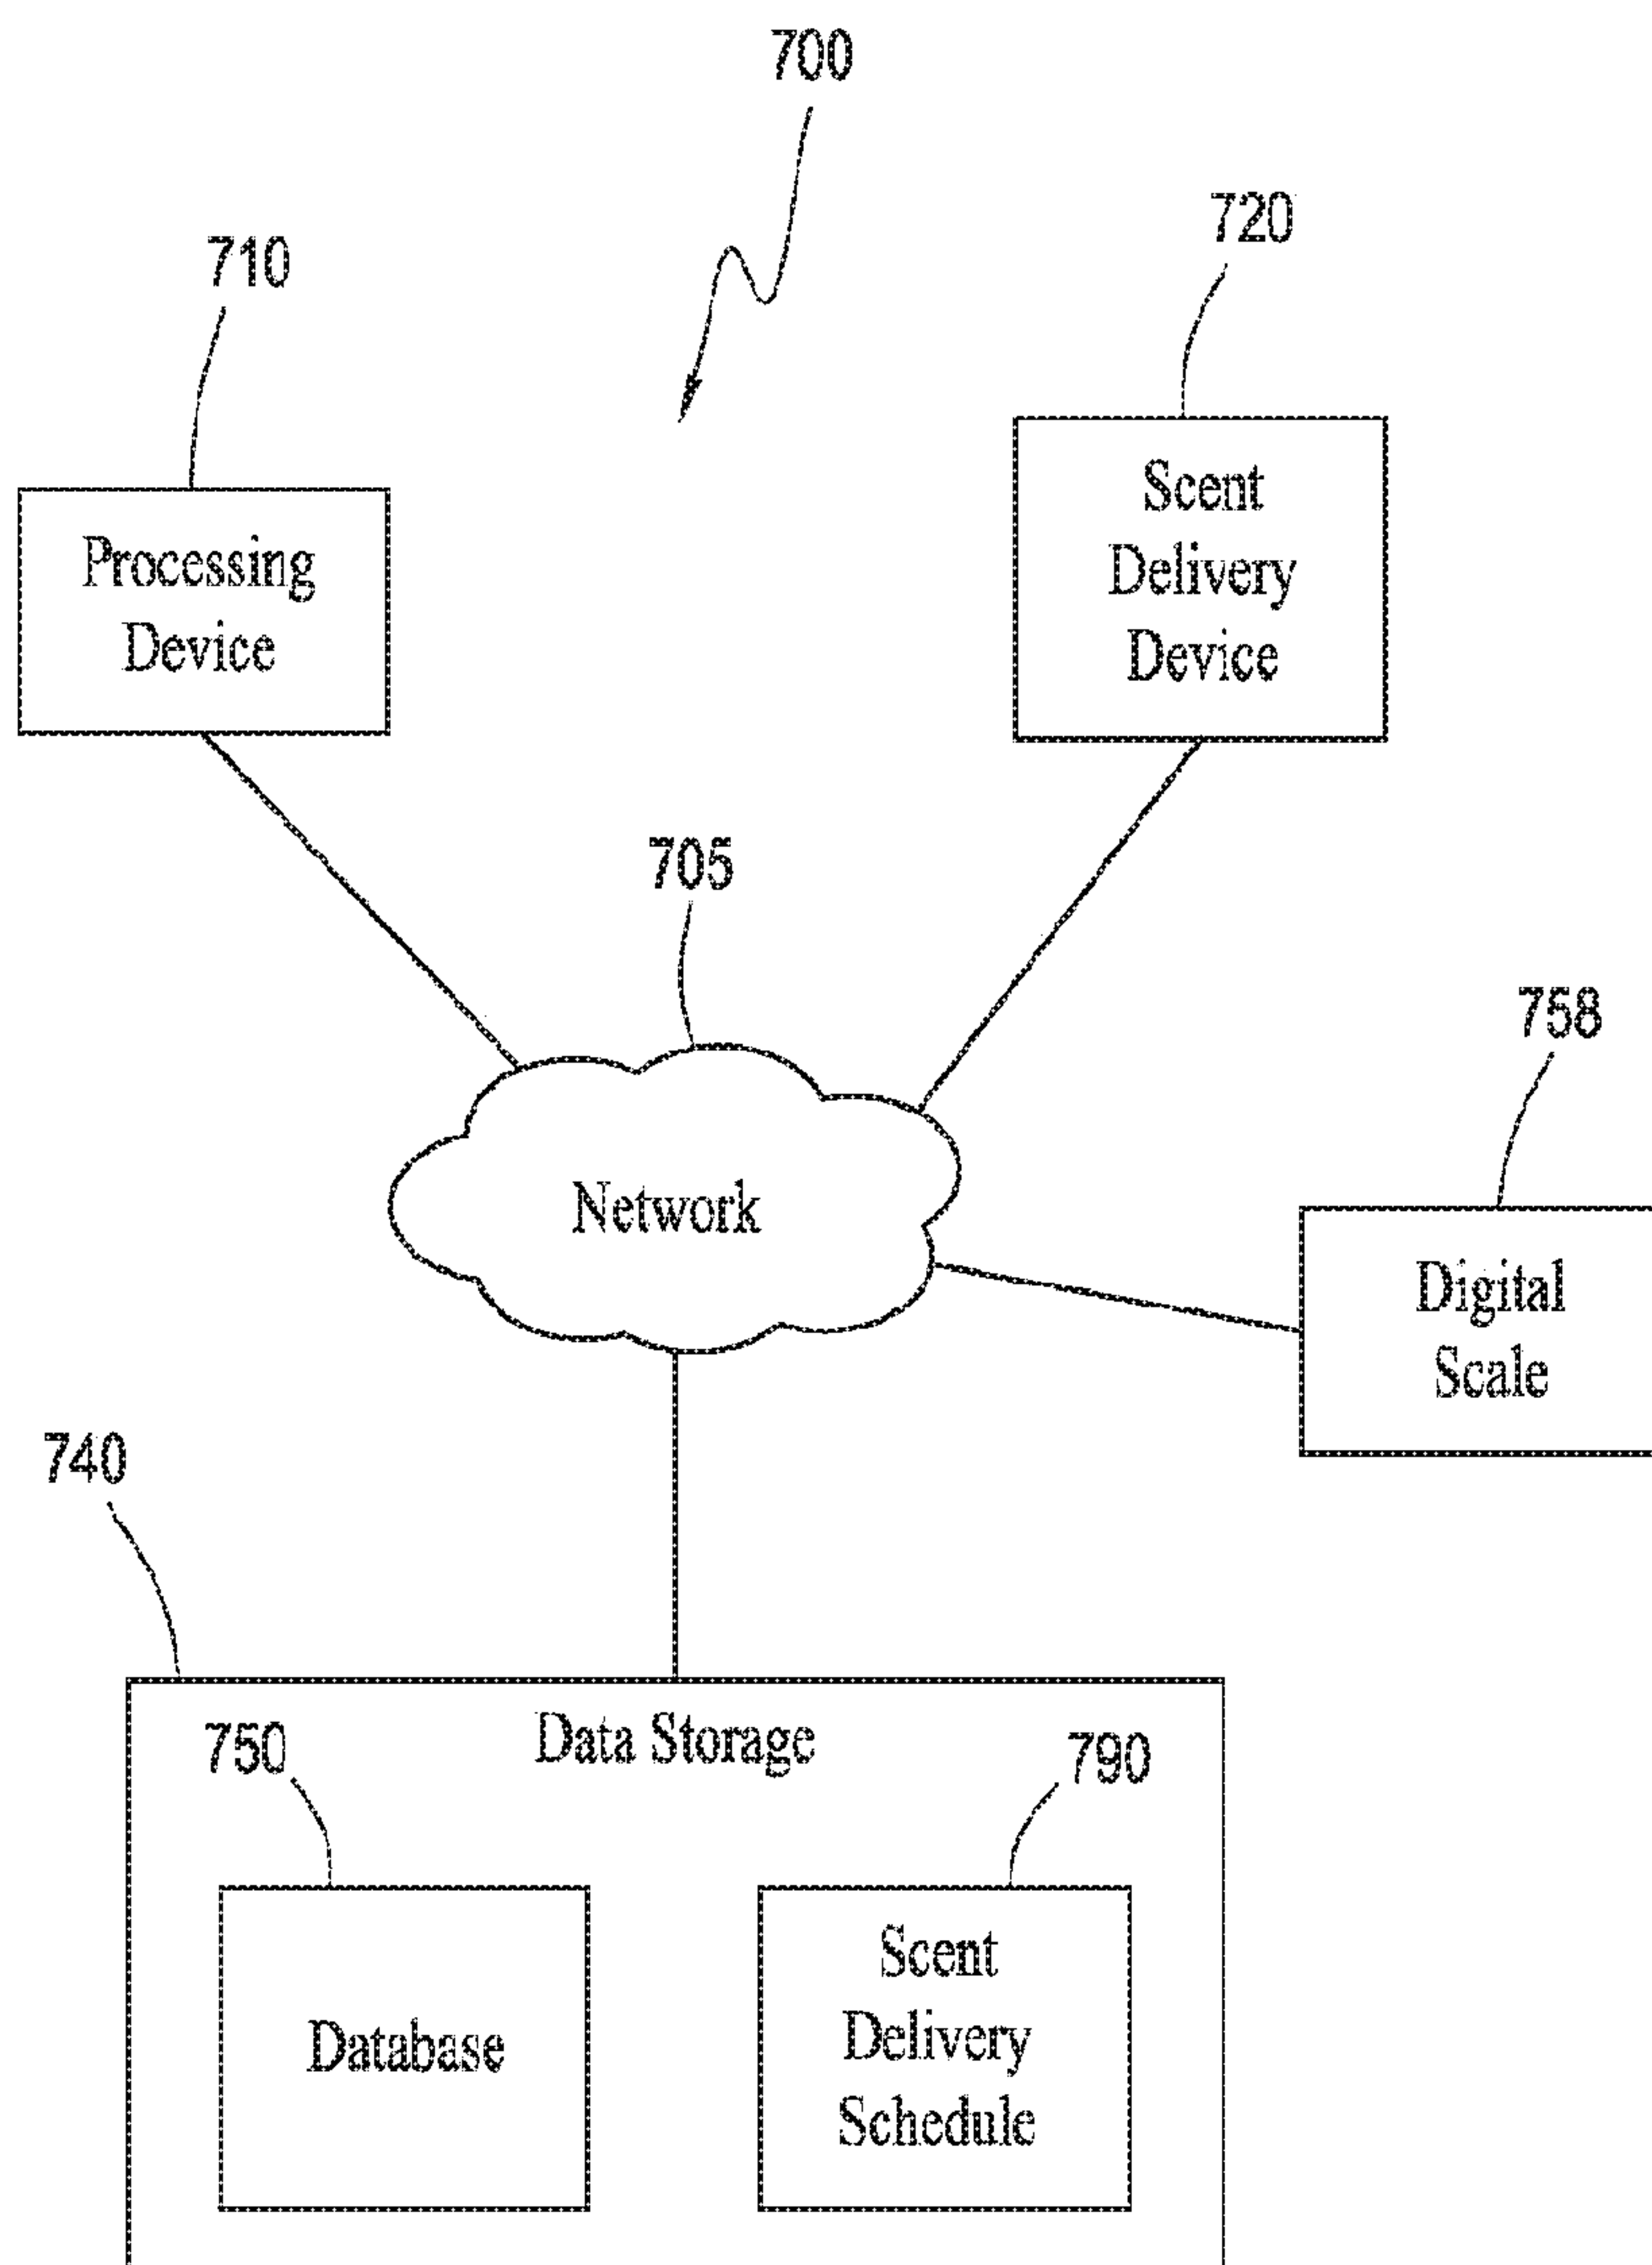 700
720
710
Scent
Delivery
Device
Processing
Device
705
758
Network
Digital
Scale
740
Data Storage
750
790
Scent
Delivery
Schedule
Database